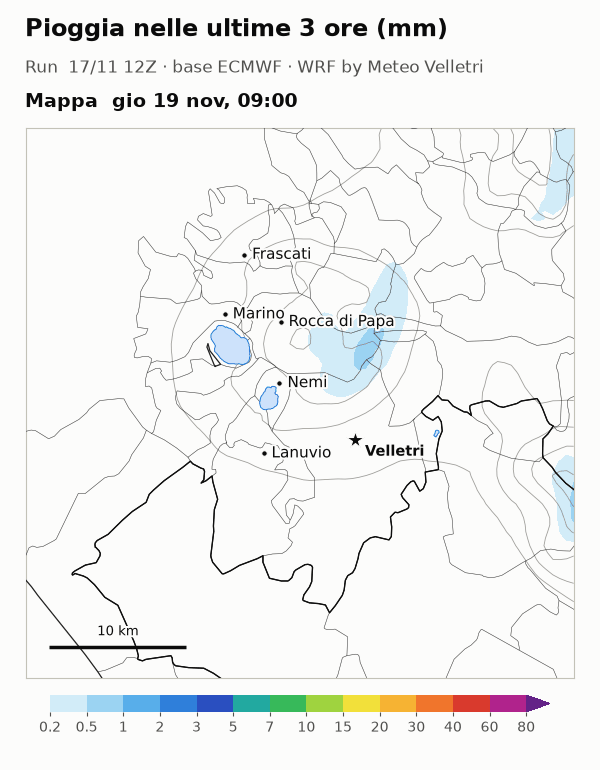 Pioggia nelle ultime 3 ore (mm)
Run  17/11 12Z · base ECMWF · WRF by Meteo Velletri
Mappa  gio 19 nov, 09:00
Frascati
Marino
Rocca di Papa
Nemi
Velletri
Lanuvio
10 km
0.2 0.5 1 2 3 5 7 10 15 20 30 40 60 80